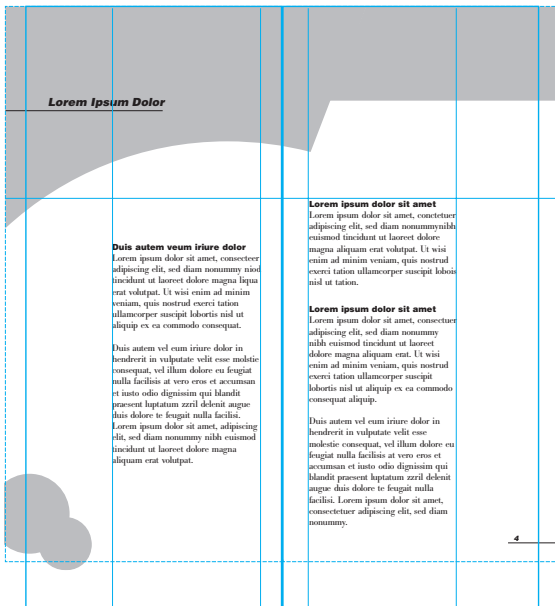 Lorem Ipsum Dolor
Duis autem veum iriure dolor
Lorem ipsum dolor sit amet, consecteer
adipiscing elit, sed diam nonummy niod
tincidunt ut laoreet dolore magna liqua
erat volutpat. Ut wisi enim ad minim
veniam, quis nostrud exerci tation
ullamcorper suscipit lobortis nisl ut
aliquip ex ea commodo consequat.
Duis autem vel eum iriure dolor in
hendrerit in vulputate velit esse molstie
consequat, vel illum dolore eu feugiat
nulla facilisis at vero eros et accumsan
et iusto odio dignissim qui blandit
praesent luptatum zzril delenit augue
duis dolore te feugait nulla facilisi.
Lorem ipsum dolor sit amet, adipiscing
elit, sed diam nonummy nibh euismod
tincidunt ut laoreet dolore magna
aliquam erat volutpat.
Lorem ipsum dolor sit amet
Lorem ipsum dolor sit amet, conctetuer
adipiscing elit, sed diam nonummynibh
euismod tincidunt ut laoreet dolore
magna aliquam erat volutpat. Ut wisi
enim ad minim veniam, quis nostrud
exerci tation ullamcorper suscipit lobois
nisl ut tation.
Lorem ipsum dolor sit amet
Lorem ipsum dolor sit amet, consectuer
adipiscing elit, sed diam nonummy
nibh euismod tincidunt ut laoreet
dolore magna aliquam erat. Ut wisi
enim ad minim veniam, quis nostrud
exerci tation ullamcorper suscipit
lobortis nisl ut aliquip ex ea commodo
consequat aliquip.
Duis autem vel eum iriure dolor in
hendrerit in vulputate velit esse
molestie consequat, vel illum dolore eu
feugiat nulla facilisis at vero eros et
accumsan et iusto odio dignissim qui
blandit praesent luptatum zzril delenit
augue duis dolore te feugait nulla
facilisi. Lorem ipsum dolor sit amet,
consectetuer adipiscing elit, sed diam
nonummy.
4